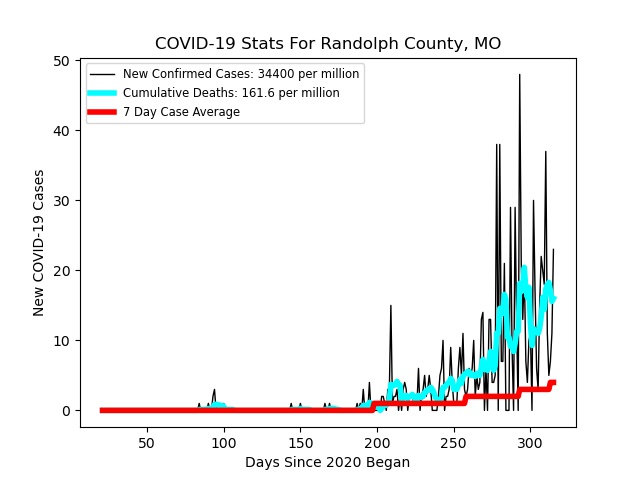 COVID-19 Stats For Randolph County, MO
New Confirmed Cases: 34400 per million
Cumulative Deaths: 161.6 per million
7 Day Case Average
50
40
30
20
10
0
New COVID-19 Cases
50 100 150 200 250 300
Days Since 2020 Began